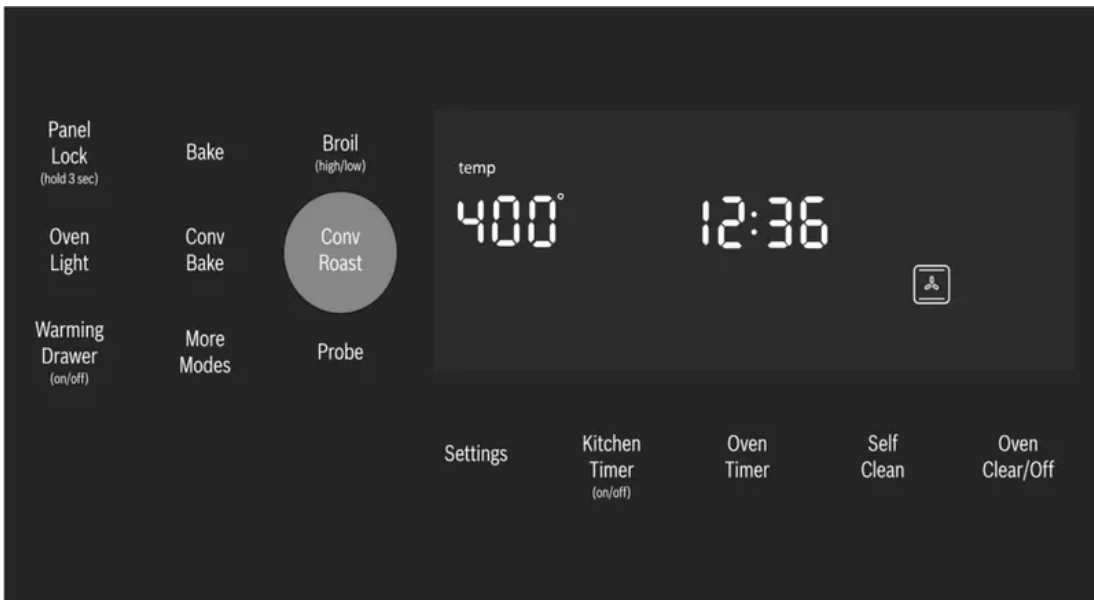 Panel
Lock
(hold 3 sec)
Bake
Broil
(high/low)
Oven
Light
Conv
Bake
Conv
Roast
Warming
Drawer
(on/off)
More
Modes
Probe
temp
400°
12:36
Settings
Kitchen
Timer
(on/off)
Oven
Timer
Self
Clean
Oven
Clear/Off